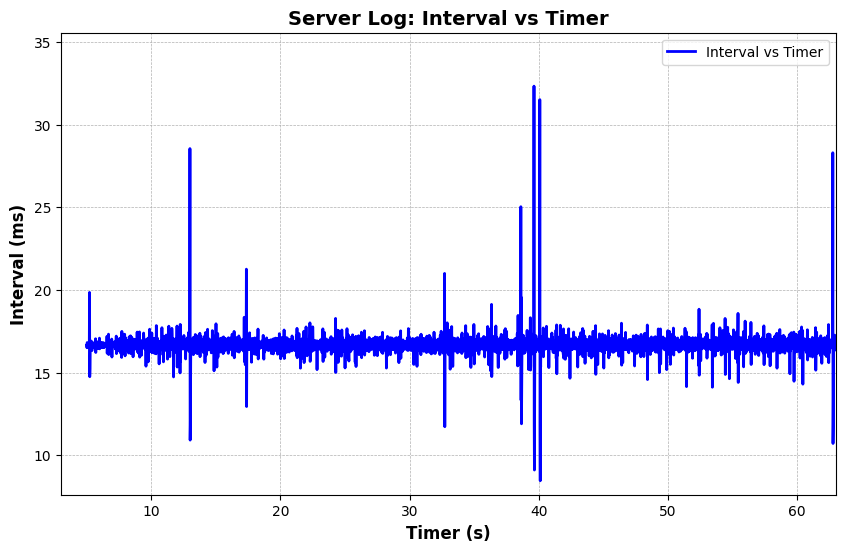 Server Log: Interval vs Timer
Interval vs Timer
35
30
25
20
15
10
Interval (ms)
10 20 30 40 50 60
Timer (s)